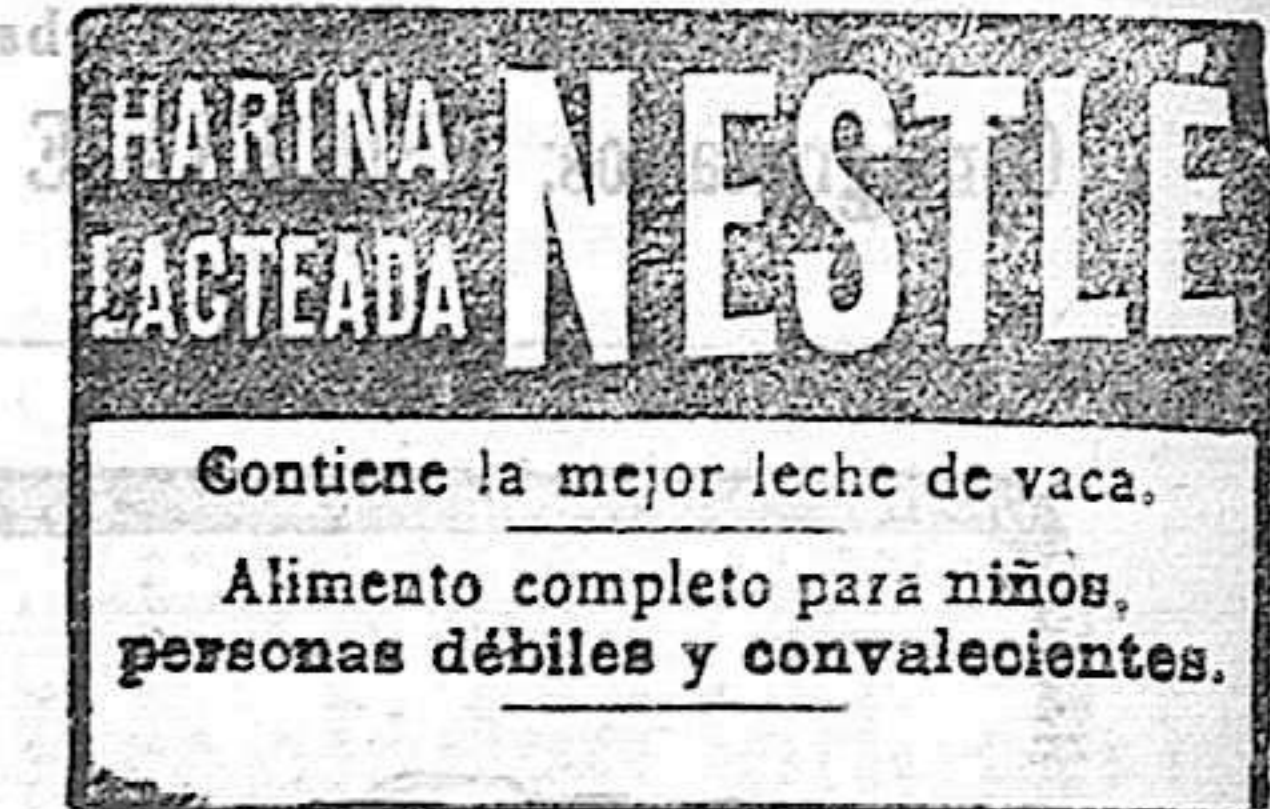 HARINA
LACTEADA
NESTLÉ
Contiene la mejor leche de vaca.
Alimento completo para niños,
personas débiles y convalecientes.